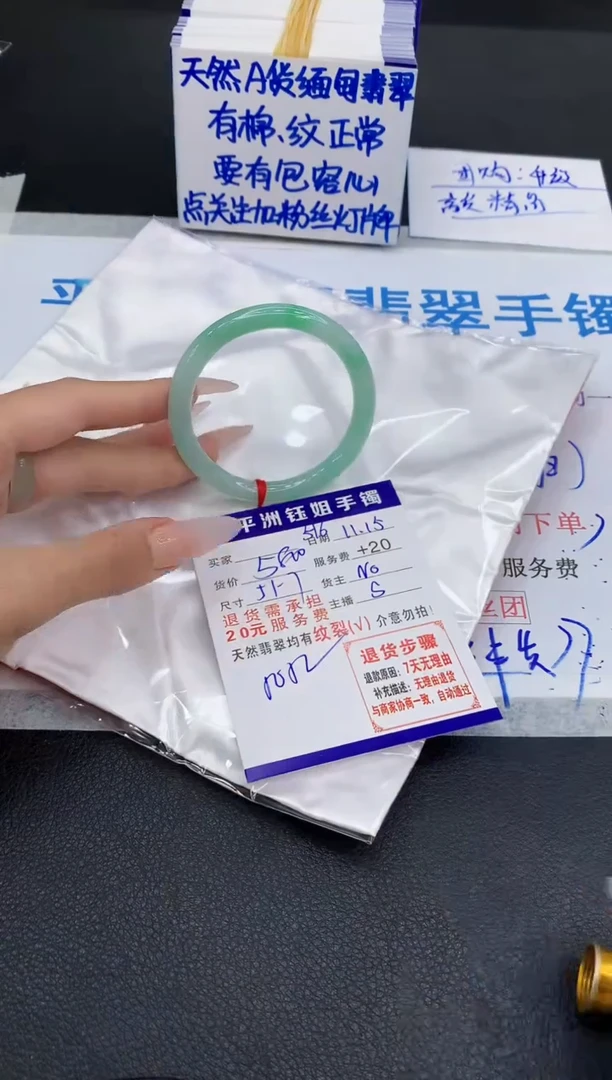 天然A货缅甸翡翠
有棉、纹正常
要有包容心
点关注加粉丝灯牌
翡翠手镯
平洲钰姐手镯
买家
日期 11.15
货价 5800 服务费 +20
尺寸 货主 No
退货需承担 主播 S
20元服务费
天然翡翠均有纹裂(√) 介意勿拍!
退货步骤
退款原因:7天无理由
补充描述:无理由退货
与商家协商一致,自动通过
下单
服务费
丝团